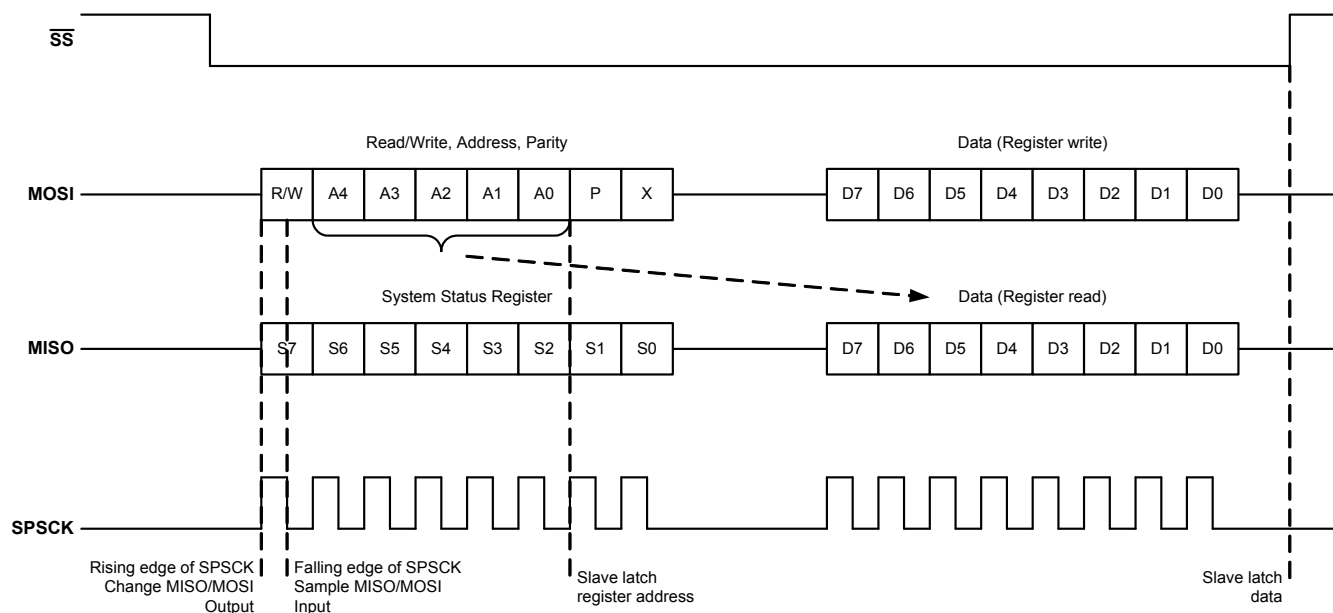 SS
Read/Write, Address, Parity
Data (Register write)
MOSI
R/W A4 A3 A2 A1 A0 P X
D7 D6 D5 D4 D3 D2 D1 D0
System Status Register
Data (Register read)
MISO
S7 S6 S5 S4 S3 S2 S1 S0
D7 D6 D5 D4 D3 D2 D1 D0
SPSCK
Rising edge of SPSCK
Change MISO/MOSI
Output
Falling edge of SPSCK
Sample MISO/MOSI
Input
Slave latch
register address
Slave latch
data